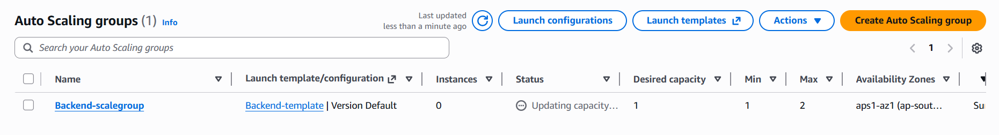 Auto Scaling groups (1) Info
Last updated
less than a minute ago
Launch configurations
Launch templates
Actions
Create Auto Scaling group
Search your Auto Scaling groups
1
Name Launch template/configuration Instances Status Desired capacity Min Max Availability Zones
Backend-scalegroup Backend-template | Version Default 0 Updating capacity... 1 1 2 aps1-az1 (ap-sout...